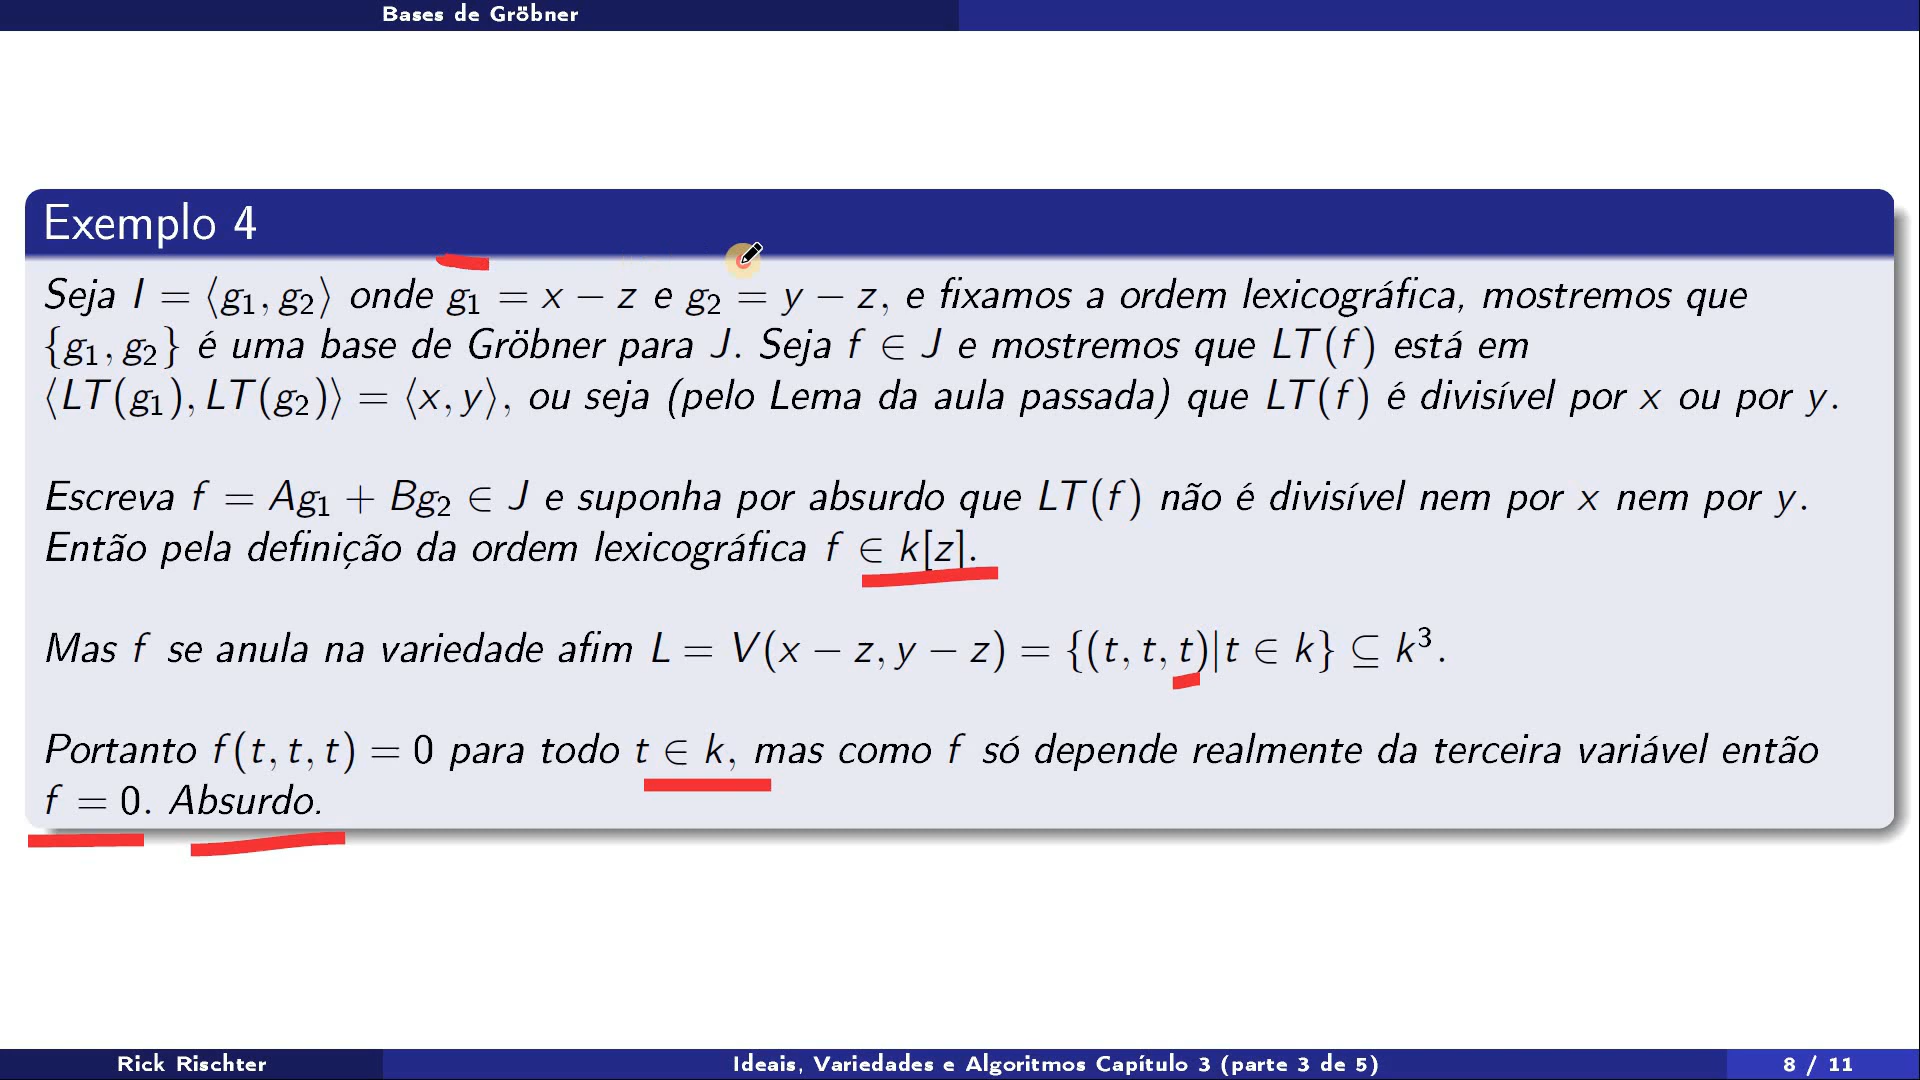 Bases de Gröbner
Exemplo 4
Seja I = ⟨g₁, g₂⟩ onde g₁ = x − z e g₂ = y − z, e fixamos a ordem lexicográfica, mostremos que
{g₁, g₂} é uma base de Gröbner para J. Seja f ∈ J e mostremos que LT(f) está em
⟨LT(g₁), LT(g₂)⟩ = ⟨x, y⟩, ou seja (pelo Lema da aula passada) que LT(f) é divisível por x ou por y.
Escreva f = Ag₁ + Bg₂ ∈ J e suponha por absurdo que LT(f) não é divisível nem por x nem por y.
Então pela definição da ordem lexicográfica f ∈ k[z].
Mas f se anula na variedade afim L = V(x − z, y − z) = {(t, t, t)|t ∈ k} ⊆ k³.
Portanto f(t, t, t) = 0 para todo t ∈ k, mas como f só depende realmente da terceira variável então
f = 0. Absurdo.
Rick Rischter
Ideais, Variedades e Algoritmos Capítulo 3 (parte 3 de 5)
8 / 11